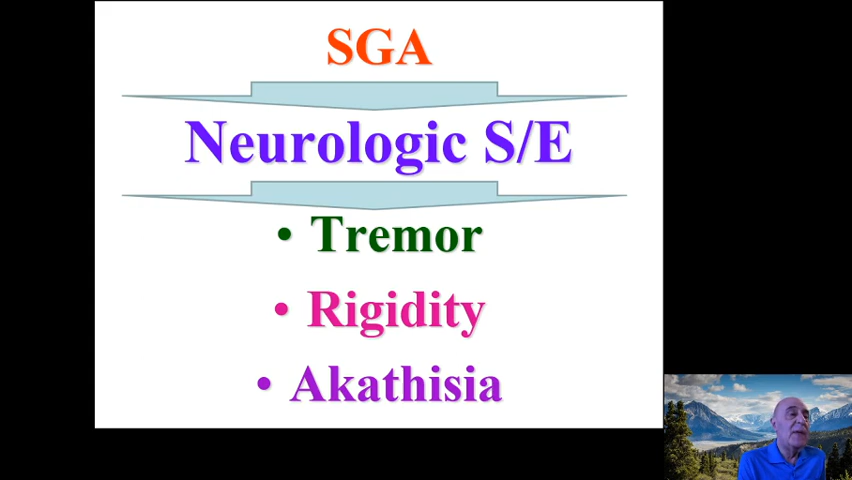 SGA
Neurologic S/E
• Tremor
• Rigidity
• Akathisia